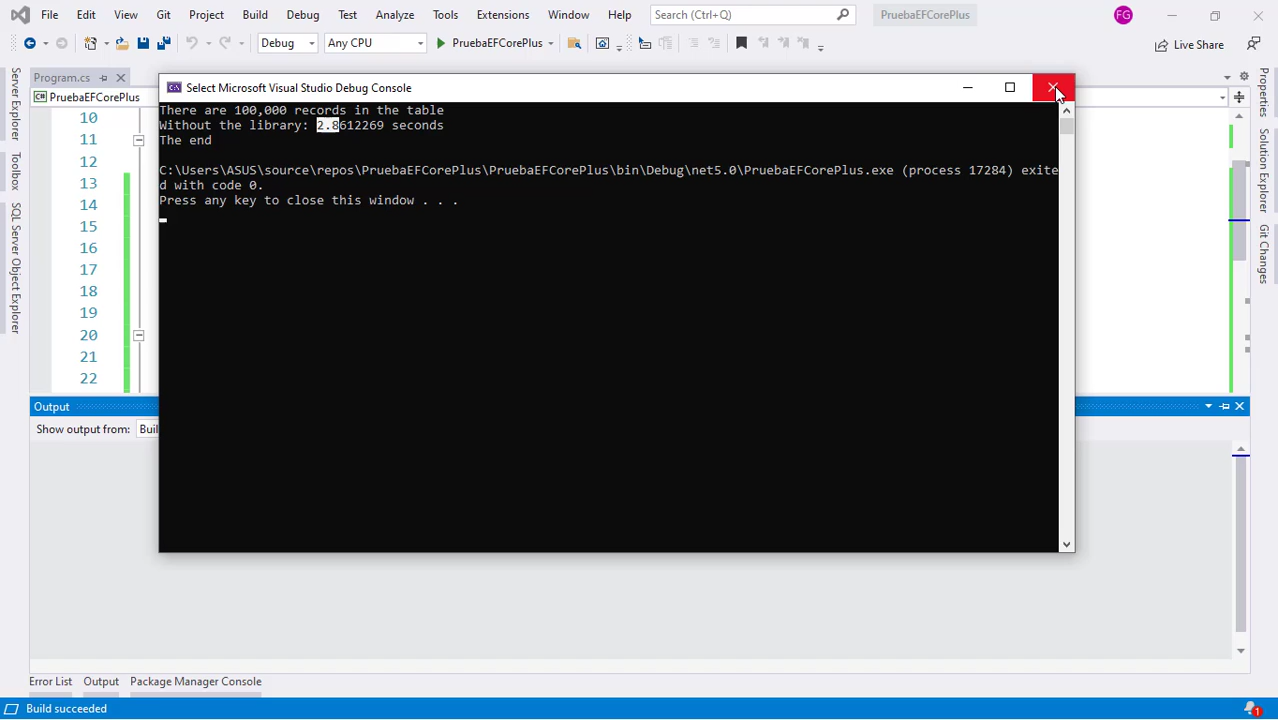 File Edit View Git Project Build Debug Test Analyze Tools Extensions Window Help Search (Ctrl+Q) PruebaEFCorePlus FG
Debug Any CPU PruebaEFCorePlus Live Share
Program.cs
PruebaEFCorePlus
Server Explorer
Toolbox
SQL Server Object Explorer
10
11
12
13
14
15
16
17
18
19
20
21
22
C:\ Select Microsoft Visual Studio Debug Console
There are 100,000 records in the table
Without the library: 2.8612269 seconds
The end
C:\Users\ASUS\source\repos\PruebaEFCorePlus\PruebaEFCorePlus\bin\Debug\net5.0\PruebaEFCorePlus.exe (process 17284) exite
d with code 0.
Press any key to close this window . . .
Properties
Solution Explorer
Git Changes
Output
Show output from: Buil
Error List Output Package Manager Console
Build succeeded 1